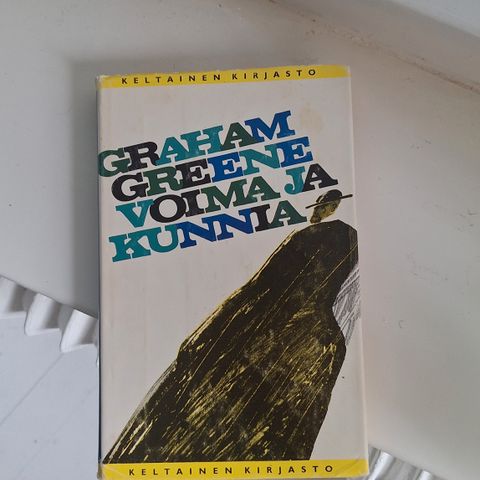 KELTAINEN KIRJASTO
GRAHAM
GREENE
VOIMA JA
KUNNIA
KELTAINEN KIRJASTO